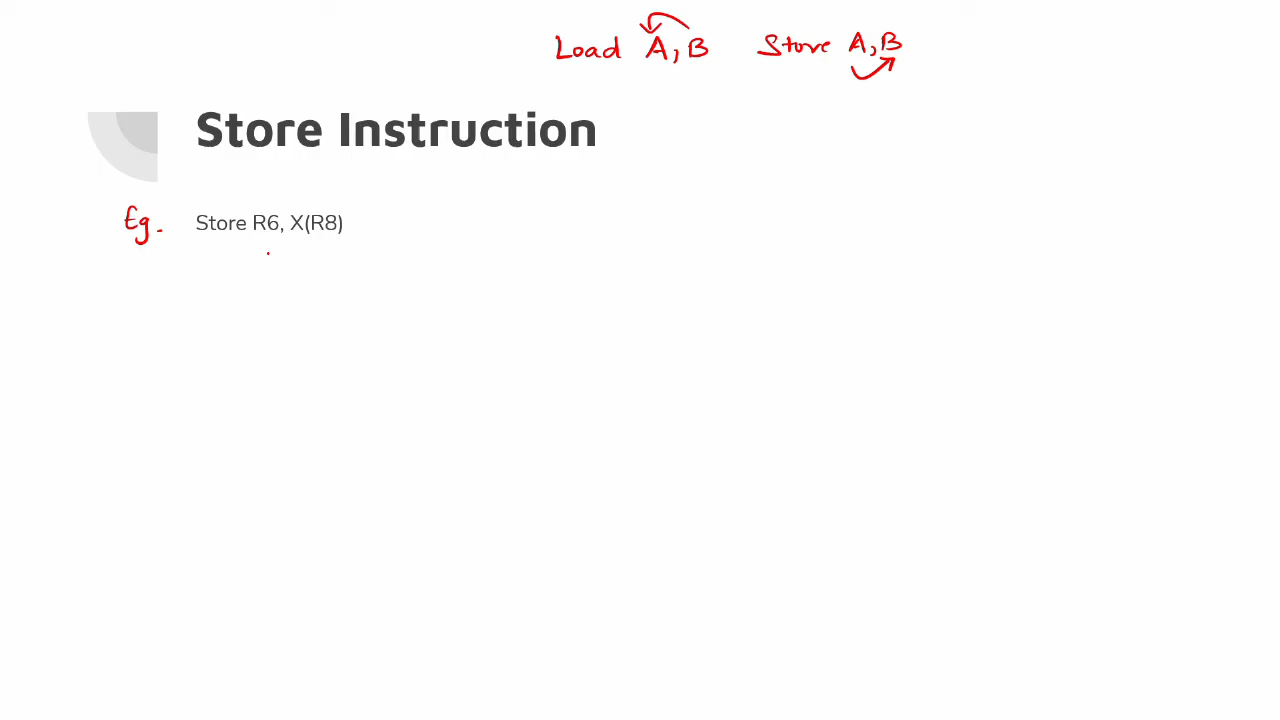 Load A, B Store A, B
Store Instruction
Eg. Store R6, X(R8)